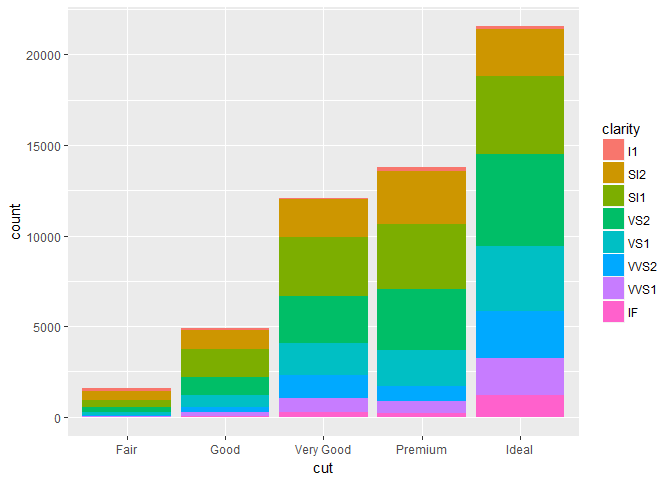 20000
15000
10000
5000
0
count
Fair Good Very Good Premium Ideal
cut
clarity
I1
SI2
SI1
VS2
VS1
VVS2
VVS1
IF